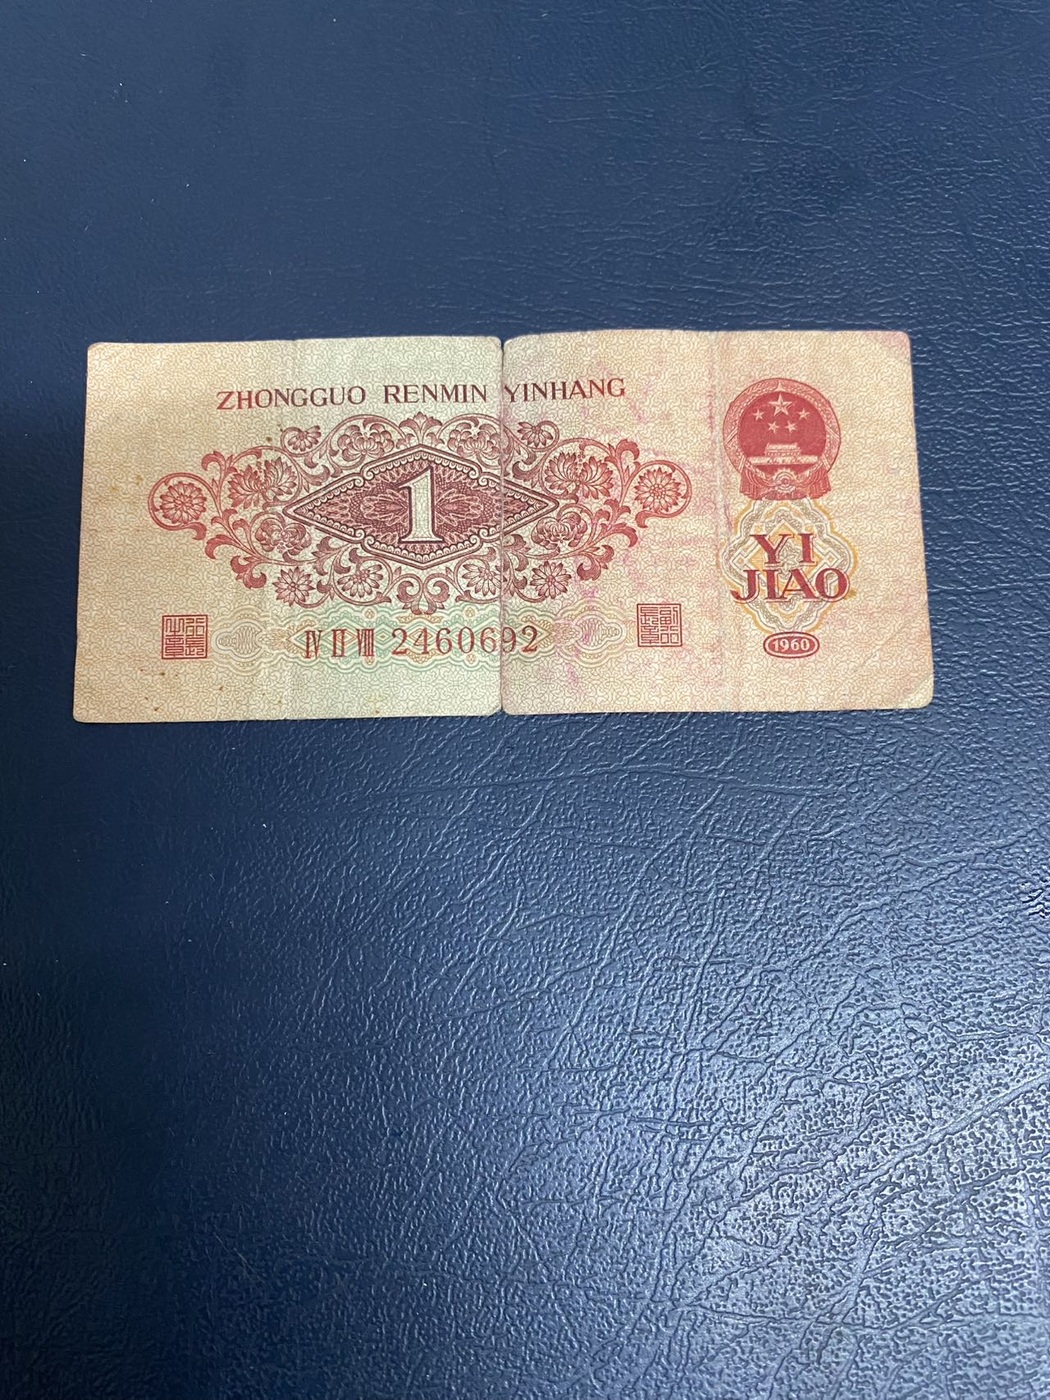 ZHONGGUO RENMIN YINHANG
1
YI
JIAO
IV II VIII 2460692
1960